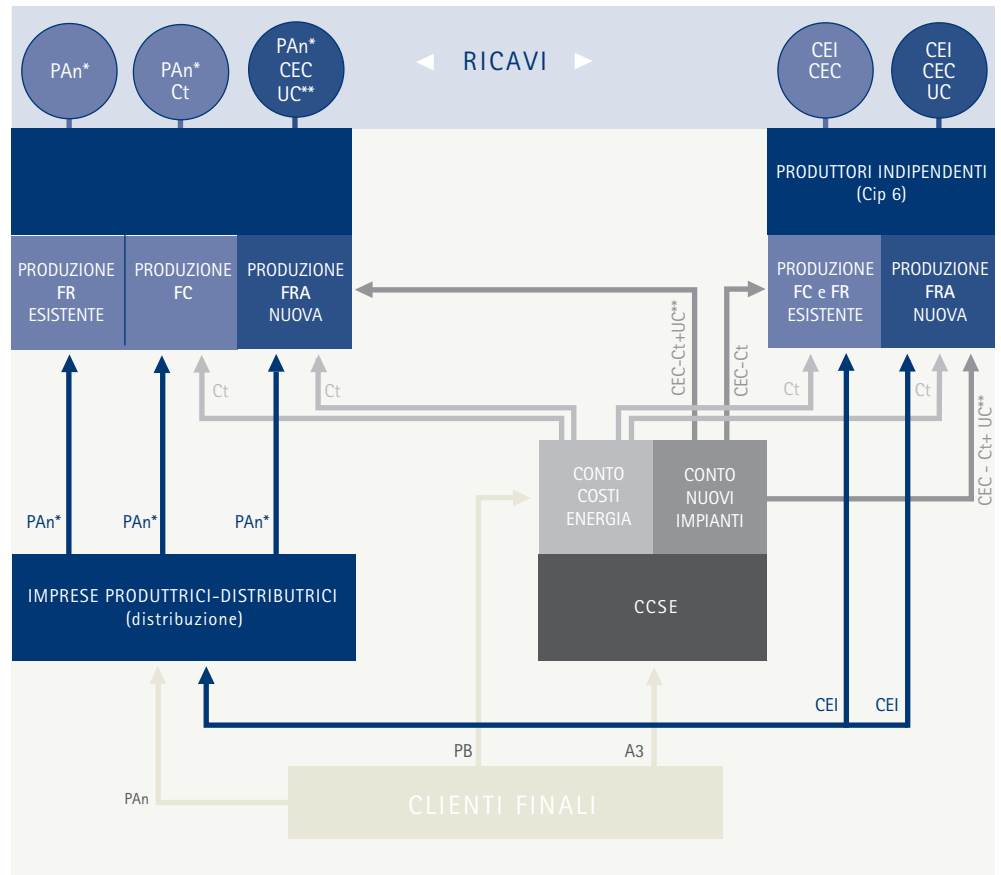 PAn*
PAn*
Ct
PAn*
CEC
UC**
◄ RICAVI ►
CEI
CEC
CEI
CEC
UC
PRODUTTORI INDIPENDENTI
(Cip 6)
PRODUZIONE
FR
ESISTENTE
PRODUZIONE
FC
PRODUZIONE
FRA
NUOVA
PRODUZIONE
FC e FR
ESISTENTE
PRODUZIONE
FRA
NUOVA
CEC-Ct+UC**
CEC-Ct
Ct
Ct
Ct
Ct
CEC - Ct+ UC**
CONTO
COSTI
ENERGIA
CONTO
NUOVI
IMPIANTI
PAn*
PAn*
PAn*
IMPRESE PRODUTTRICI-DISTRIBUTRICI
(distribuzione)
CCSE
CEI
CEI
PB
A3
PAn
CLIENTI FINALI